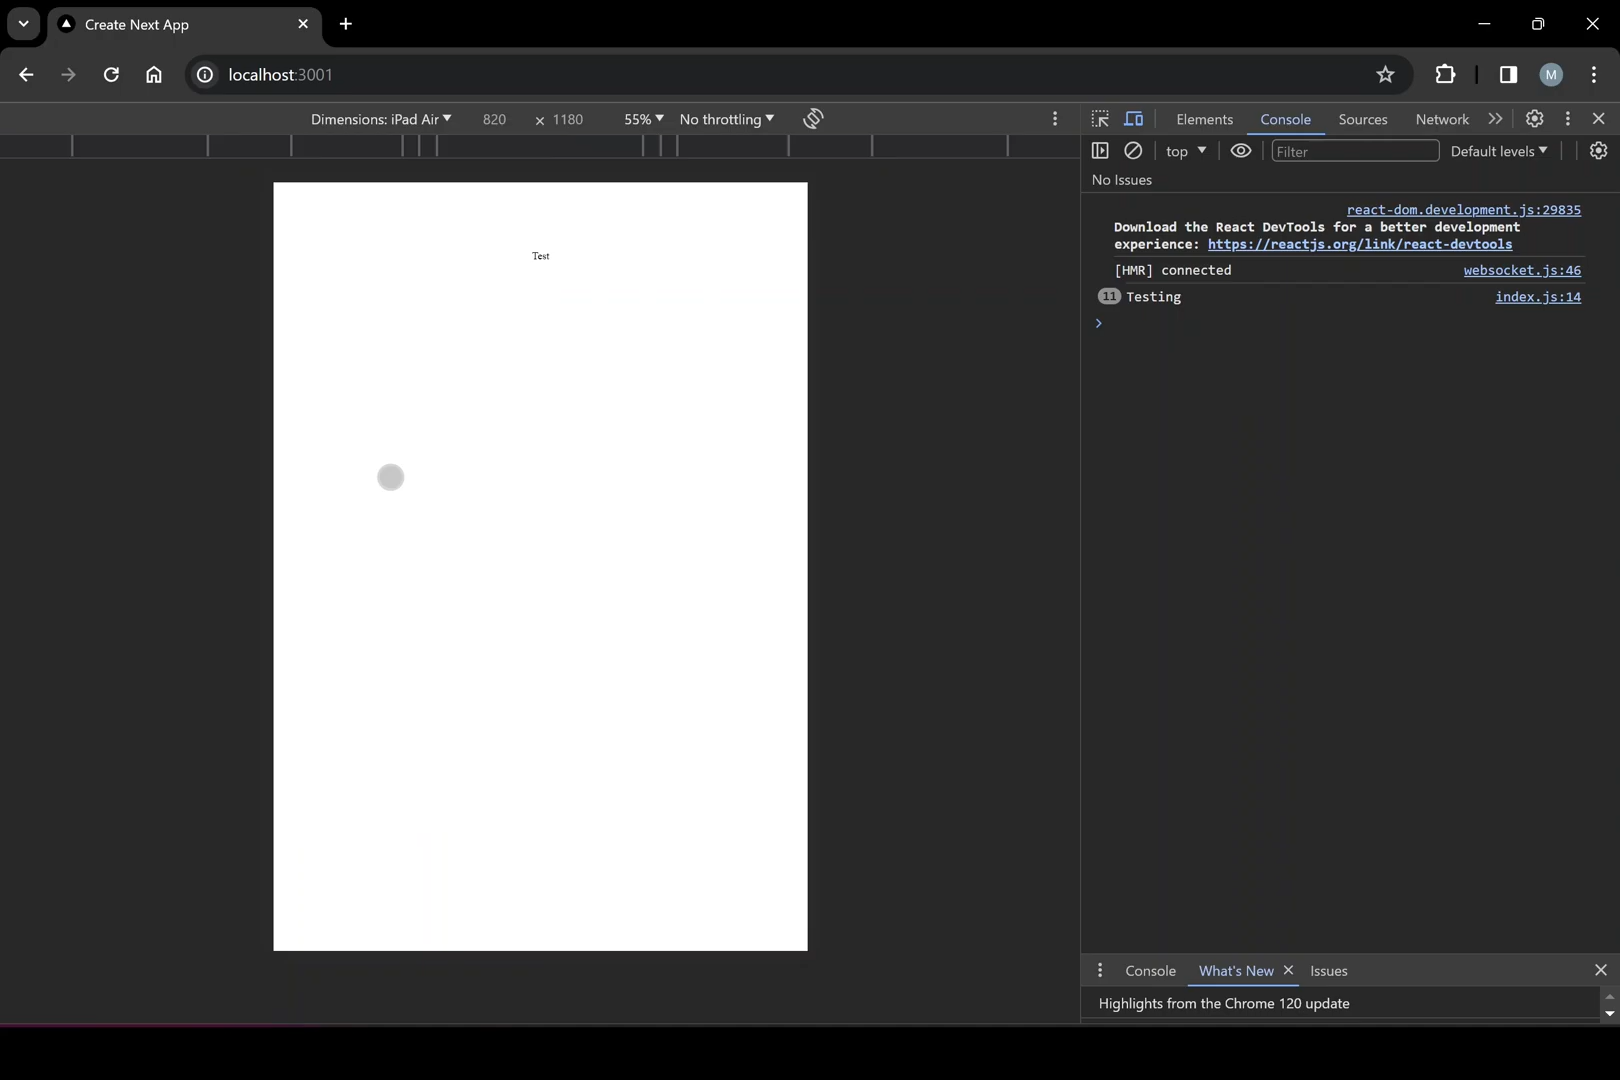 Create Next App
localhost:3001
M
Dimensions: iPad Air 820 × 1180 55% No throttling
Elements Console Sources Network
top Filter Default levels
No Issues
react-dom.development.js:29835
Download the React DevTools for a better development
experience: https://reactjs.org/link/react-devtools
[HMR] connected websocket.js:46
11 Testing index.js:14
Test
Console What's New Issues
Highlights from the Chrome 120 update